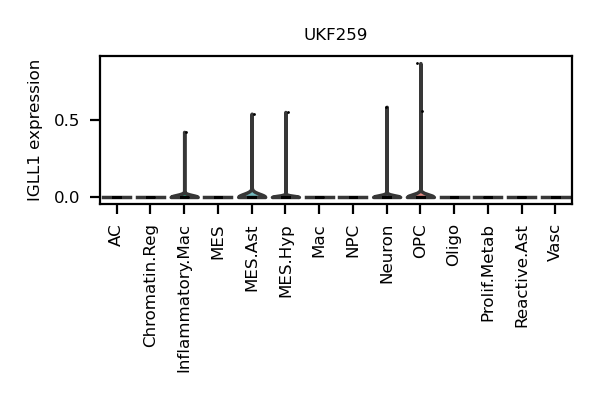 UKF259
IGLL1 expression
0.5
0.0
AC
Chromatin.Reg
Inflammatory.Mac
MES
MES.Ast
MES.Hyp
Mac
NPC
Neuron
OPC
Oligo
Prolif.Metab
Reactive.Ast
Vasc